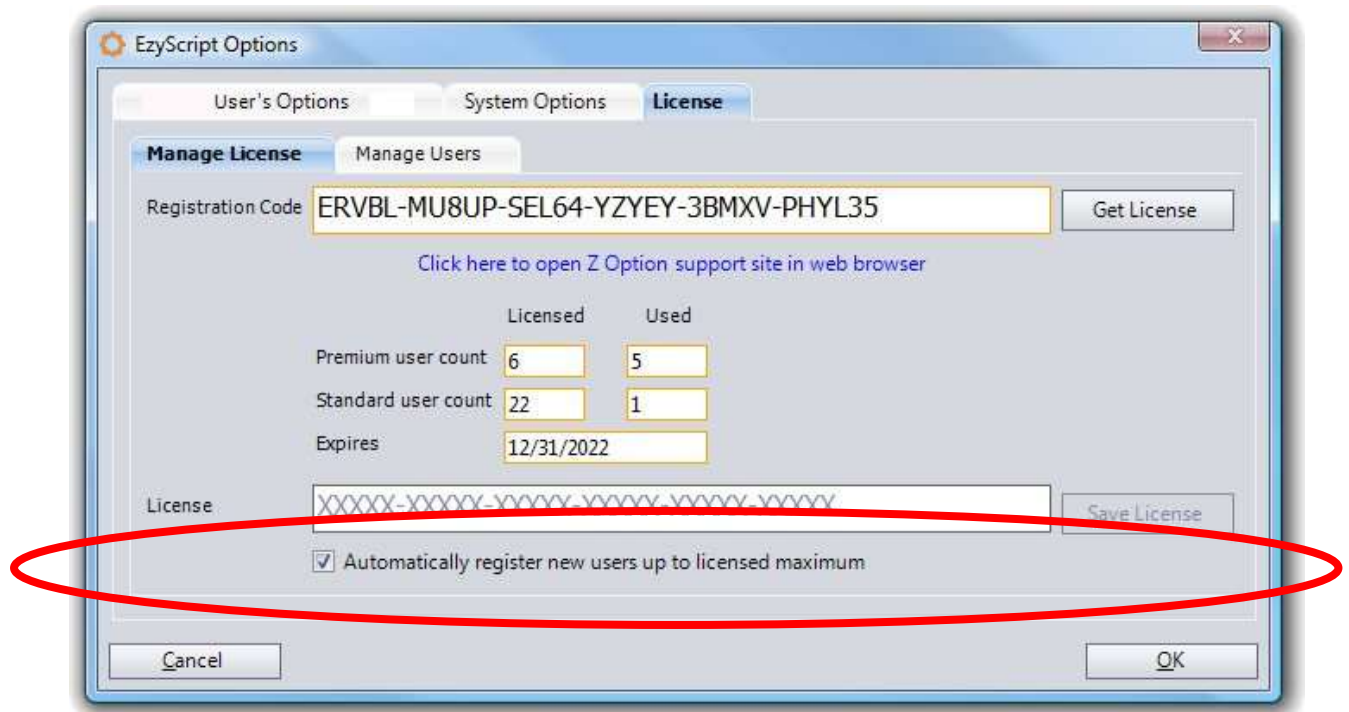 EzyScript Options
User's Options System Options License
Manage License Manage Users
Registration Code ERVBL-MU8UP-SEL64-YZYEY-3BMXV-PHYL35 Get License
Click here to open Z Option support site in web browser
Licensed Used
Premium user count 6 5
Standard user count 22 1
Expires 12/31/2022
License XXXXX-XXXXX-XXXXX-XXXXX-XXXXX-XXXXX Save License
Automatically register new users up to licensed maximum
Cancel OK